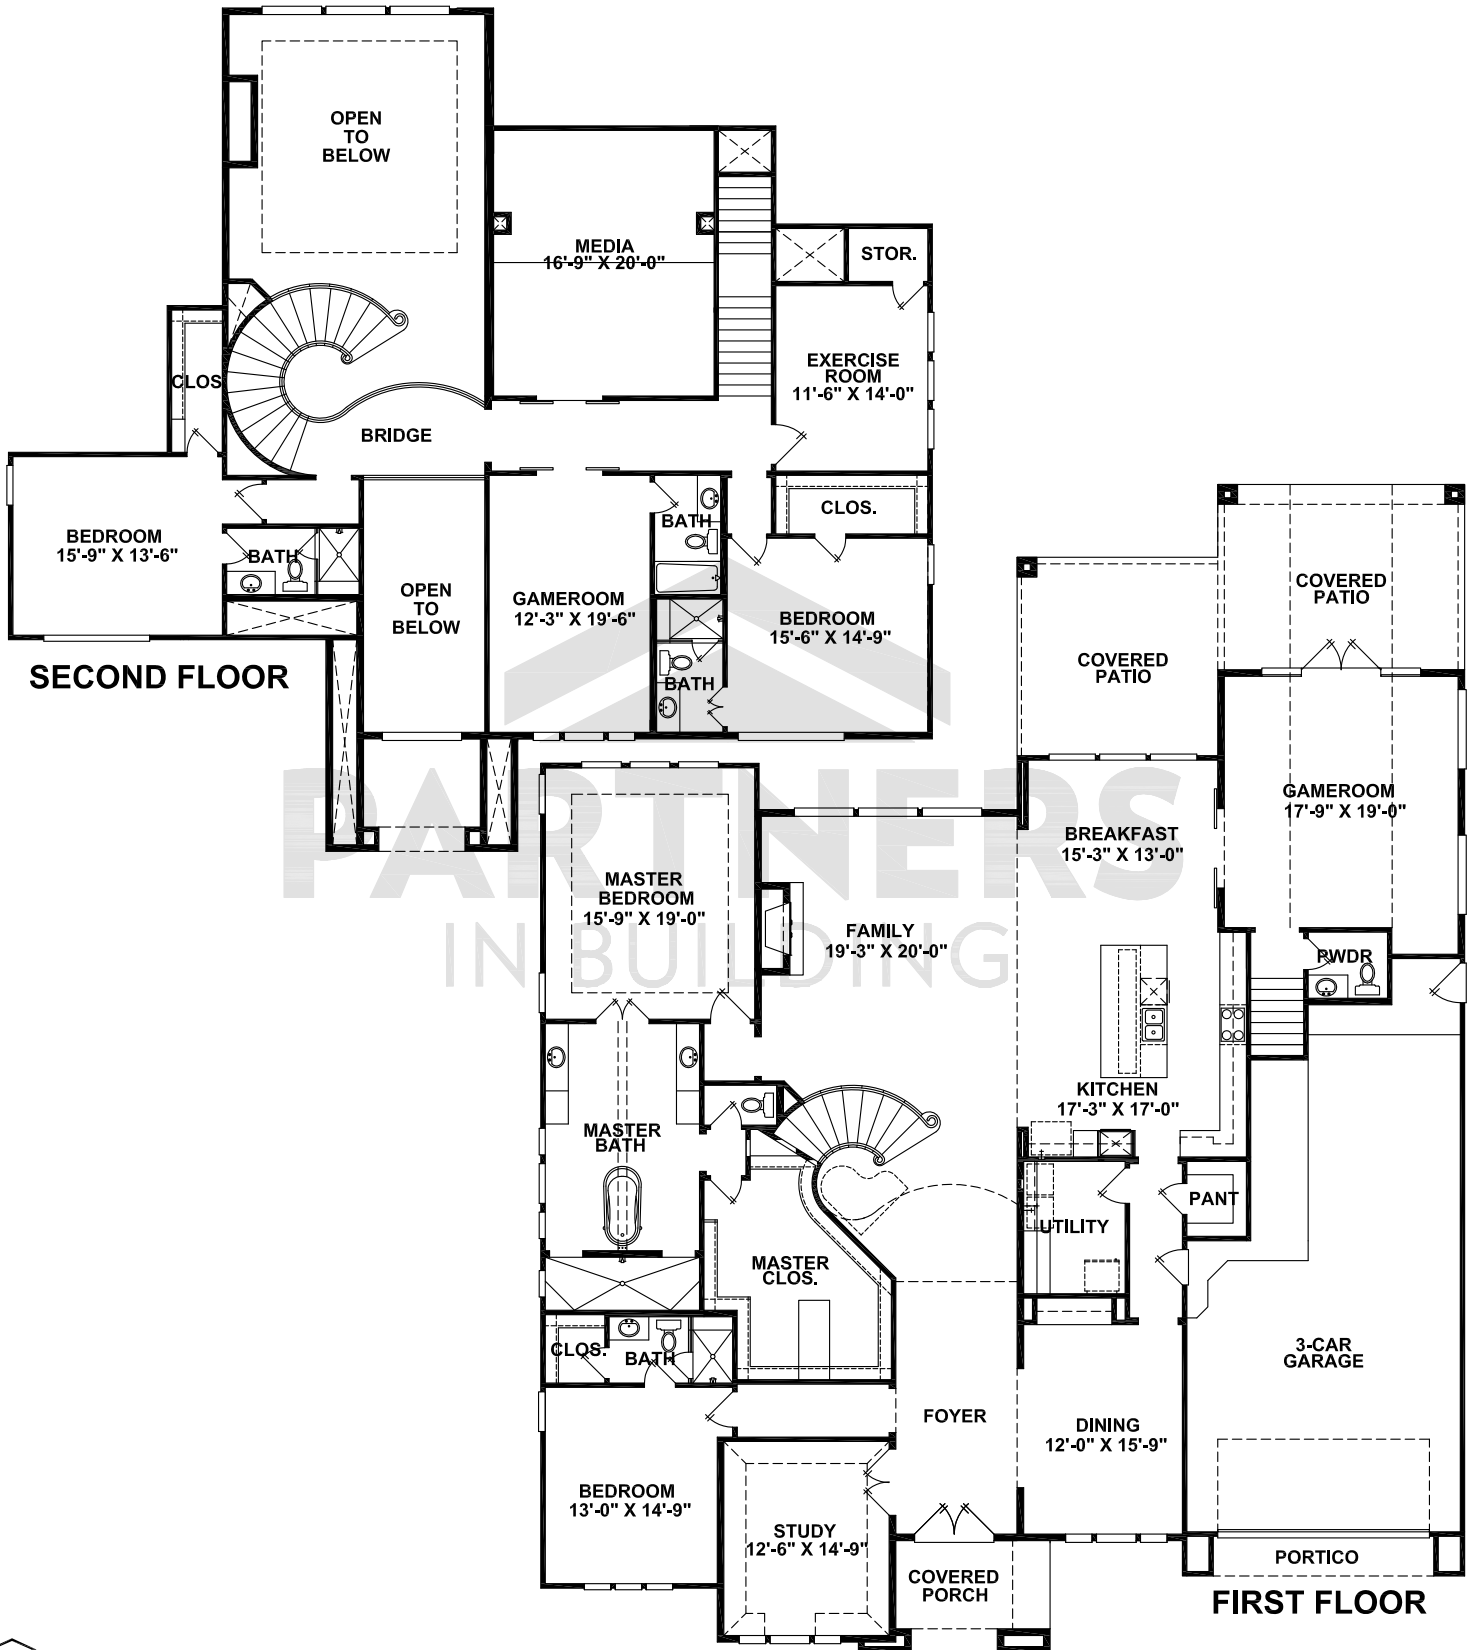 OPEN
TO
BELOW
MEDIA
16'-9" X 20'-0"
STOR.
EXERCISE
ROOM
11'-6" X 14'-0"
CLOS
BRIDGE
BEDROOM
15'-9" X 13'-6"
BATH
OPEN
TO
BELOW
GAMEROOM
12'-3" X 19'-6"
BATH
CLOS.
BEDROOM
15'-6" X 14'-9"
BATH
SECOND FLOOR
COVERED
PATIO
COVERED
PATIO
PARTNERS
IN BUILDING
MASTER
BEDROOM
15'-9" X 19'-0"
FAMILY
19'-3" X 20'-0"
BREAKFAST
15'-3" X 13'-0"
GAMEROOM
17'-9" X 19'-0"
PWDR
KITCHEN
17'-3" X 17'-0"
MASTER
BATH
PANT
UTILITY
MASTER
CLOS.
CLOS.
BATH
3-CAR
GARAGE
FOYER
DINING
12'-0" X 15'-9"
BEDROOM
13'-0" X 14'-9"
STUDY
12'-6" X 14'-9"
COVERED
PORCH
PORTICO
FIRST FLOOR